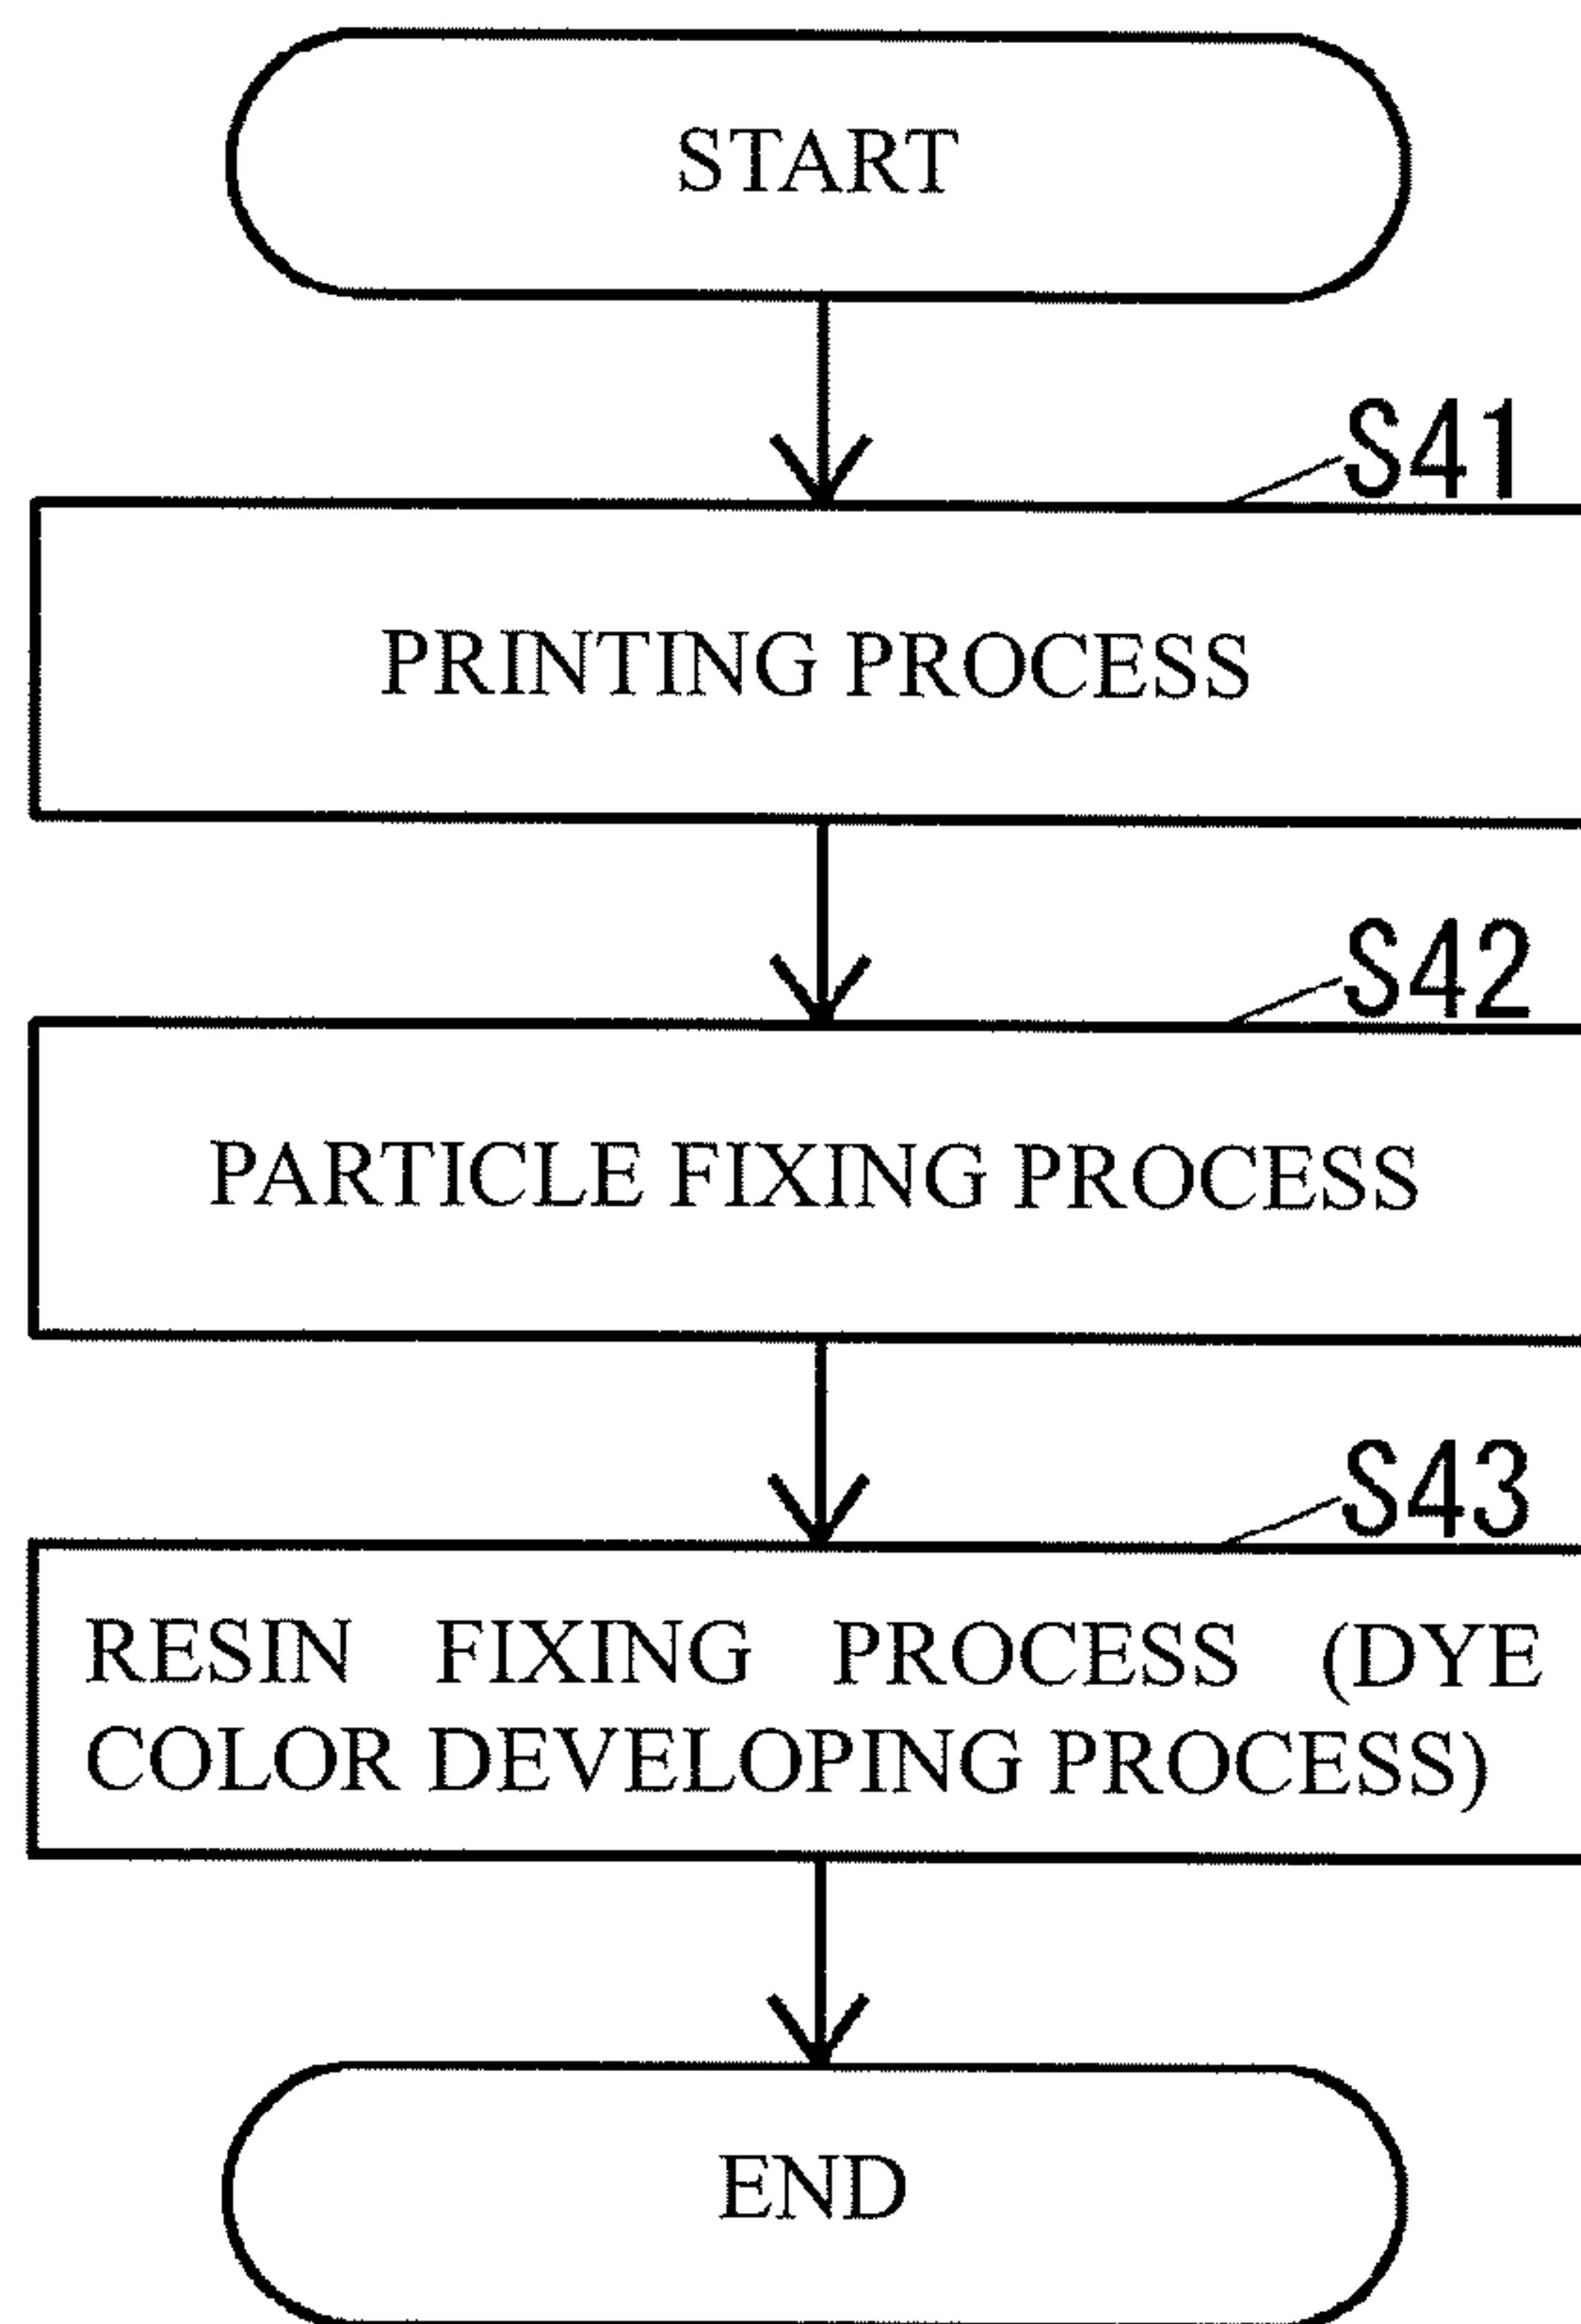 START
S41
PRINTING PROCESS
S42
PARTICLE FIXING PROCESS
S43
RESIN FIXING PROCESS (DYE
COLOR DEVELOPING PROCESS)
END